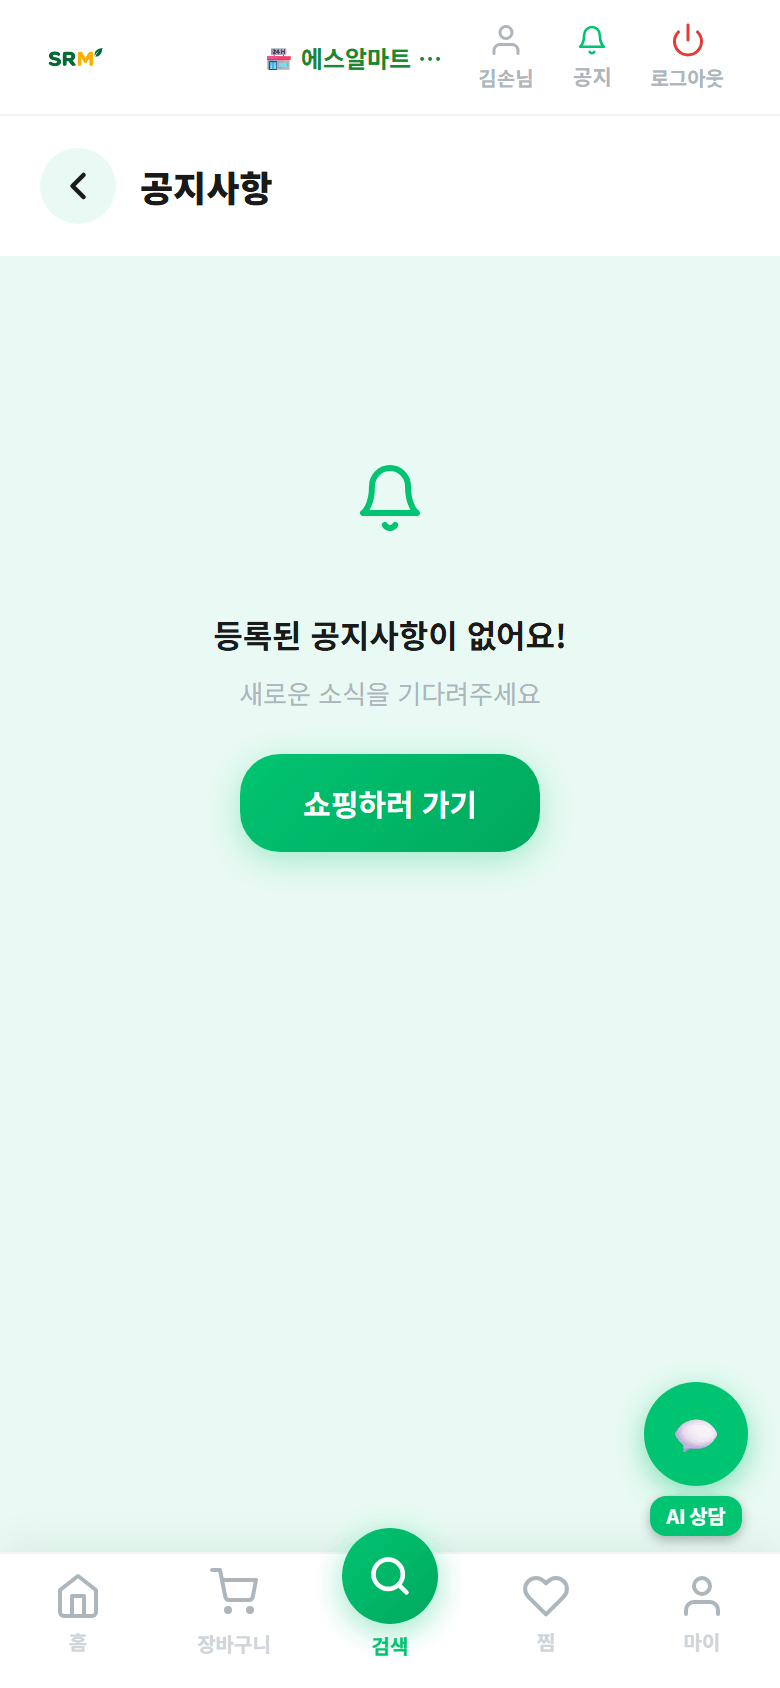 SRM
에스알마트 ···
김손님
공지
로그아웃
공지사항
등록된 공지사항이 없어요!
새로운 소식을 기다려주세요
쇼핑하러 가기
AI 상담
홈
장바구니
검색
찜
마이